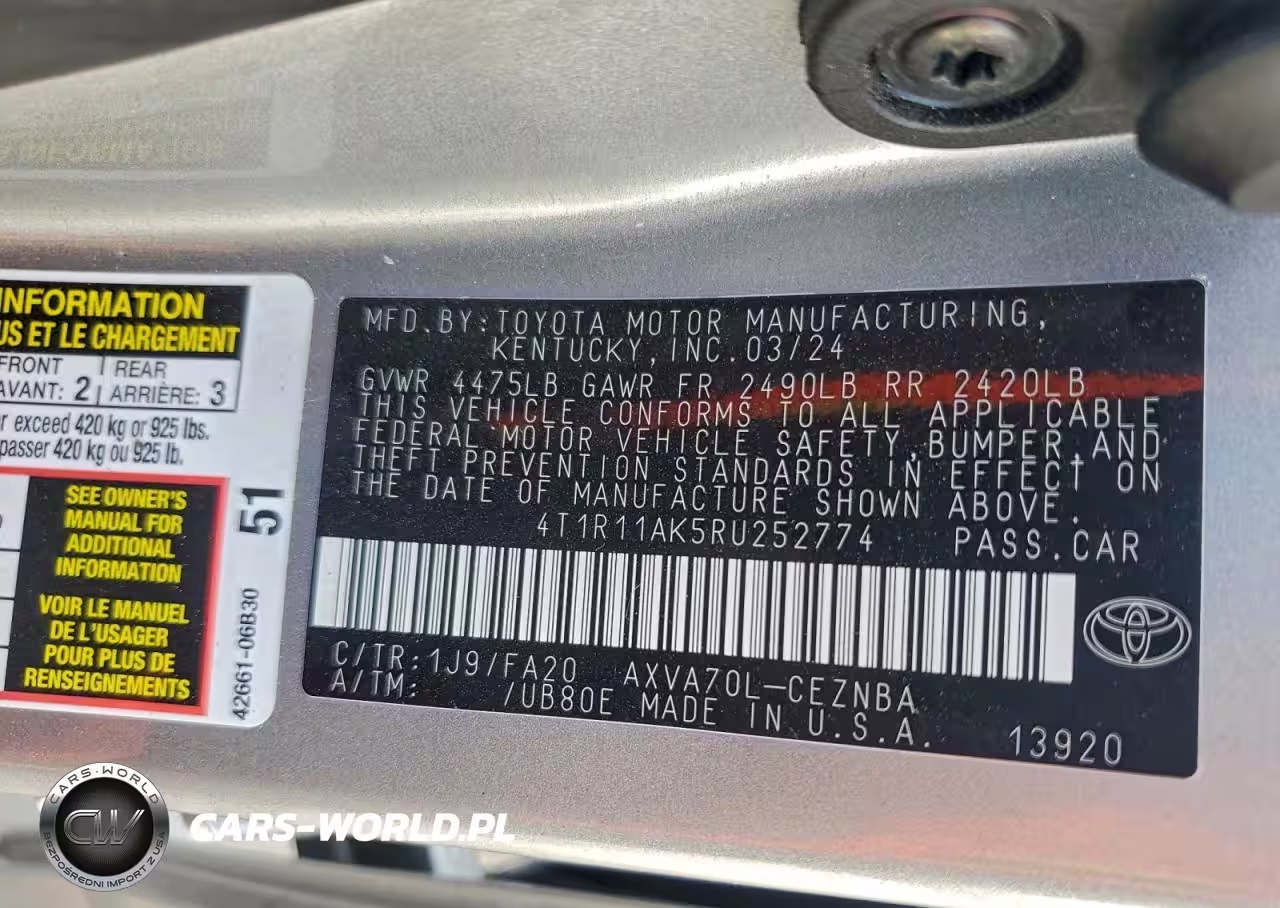 INFORMATION
US ET LE CHARGEMENT
FRONT
AVANT: 2
REAR
ARRIÈRE: 3
r exceed 420 kg or 925 lbs.
passer 420 kg ou 925 lb.
SEE OWNER'S
MANUAL FOR
ADDITIONAL
INFORMATION
VOIR LE MANUEL
DE L'USAGER
POUR PLUS DE
RENSEIGNEMENTS
51
42661-06B30
MFD.BY:TOYOTA MOTOR MANUFACTURING,
KENTUCKY,INC.03/24
GVWR 4475LB GAWR FR 2490LB RR 2420LB
THIS VEHICLE CONFORMS TO ALL APPLICABLE
FEDERAL MOTOR VEHICLE SAFETY,BUMPER,AND
THEFT PREVENTION STANDARDS IN EFFECT ON
THE DATE OF MANUFACTURE SHOWN ABOVE.
4T1R11AK5RU252774 PASS.CAR
C/TR:1J9/FA20 AXVA70L-CEZNBA
A/TM: /UB80E MADE IN U.S.A. 13920
CARS-WORLD
CW
BEZPOŚREDNI IMPORT Z USA
CARS-WORLD.PL